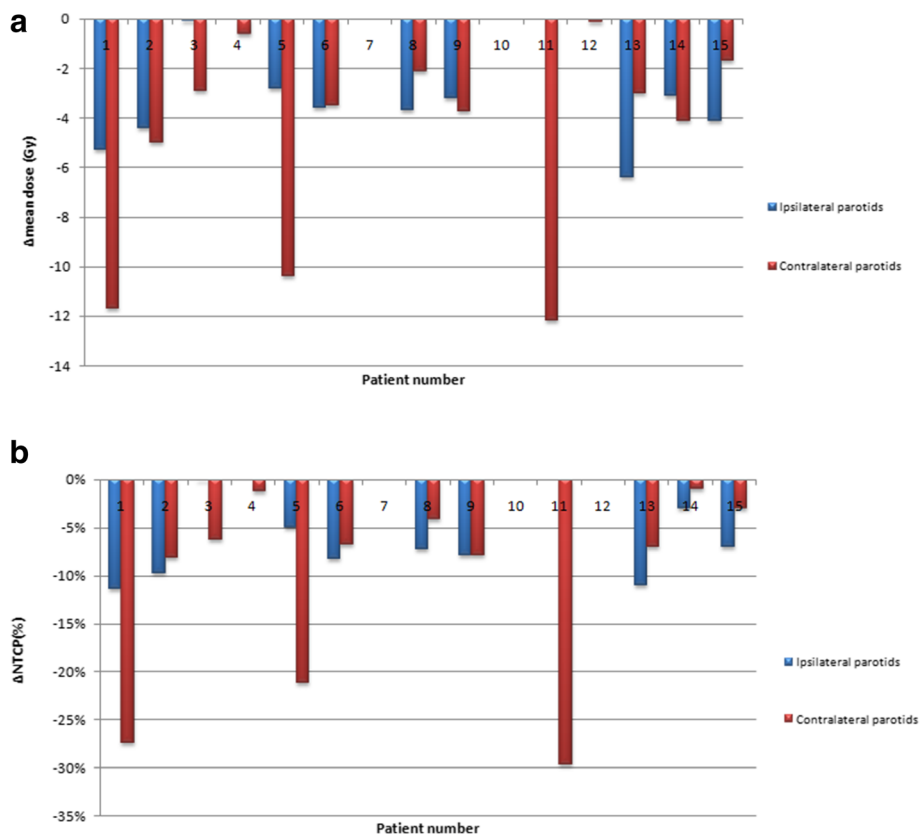 a
0
1 2 3 4 5 6 7 8 9 10 11 12 13 14 15
-2
-4
-6
-8
-10
-12
-14
Δmean dose (Gy)
Ipsilateral parotids
Contralateral parotids
Patient number
b
0%
1 2 3 4 5 6 7 8 9 10 11 12 13 14 15
-5%
-10%
-15%
-20%
-25%
-30%
-35%
ΔNTCP(%)
Ipsilateral parotids
Contralateral parotids
Patient number